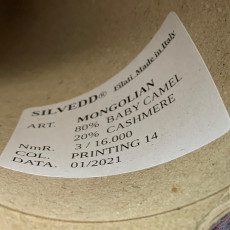 SILVEDD® Filati Made in Italy
MONGOLIAN
ART. 80% BABY CAMEL
20% CASHMERE
NmR. 3 / 16.000
COL. PRINTING 14
DATA. 01/2021